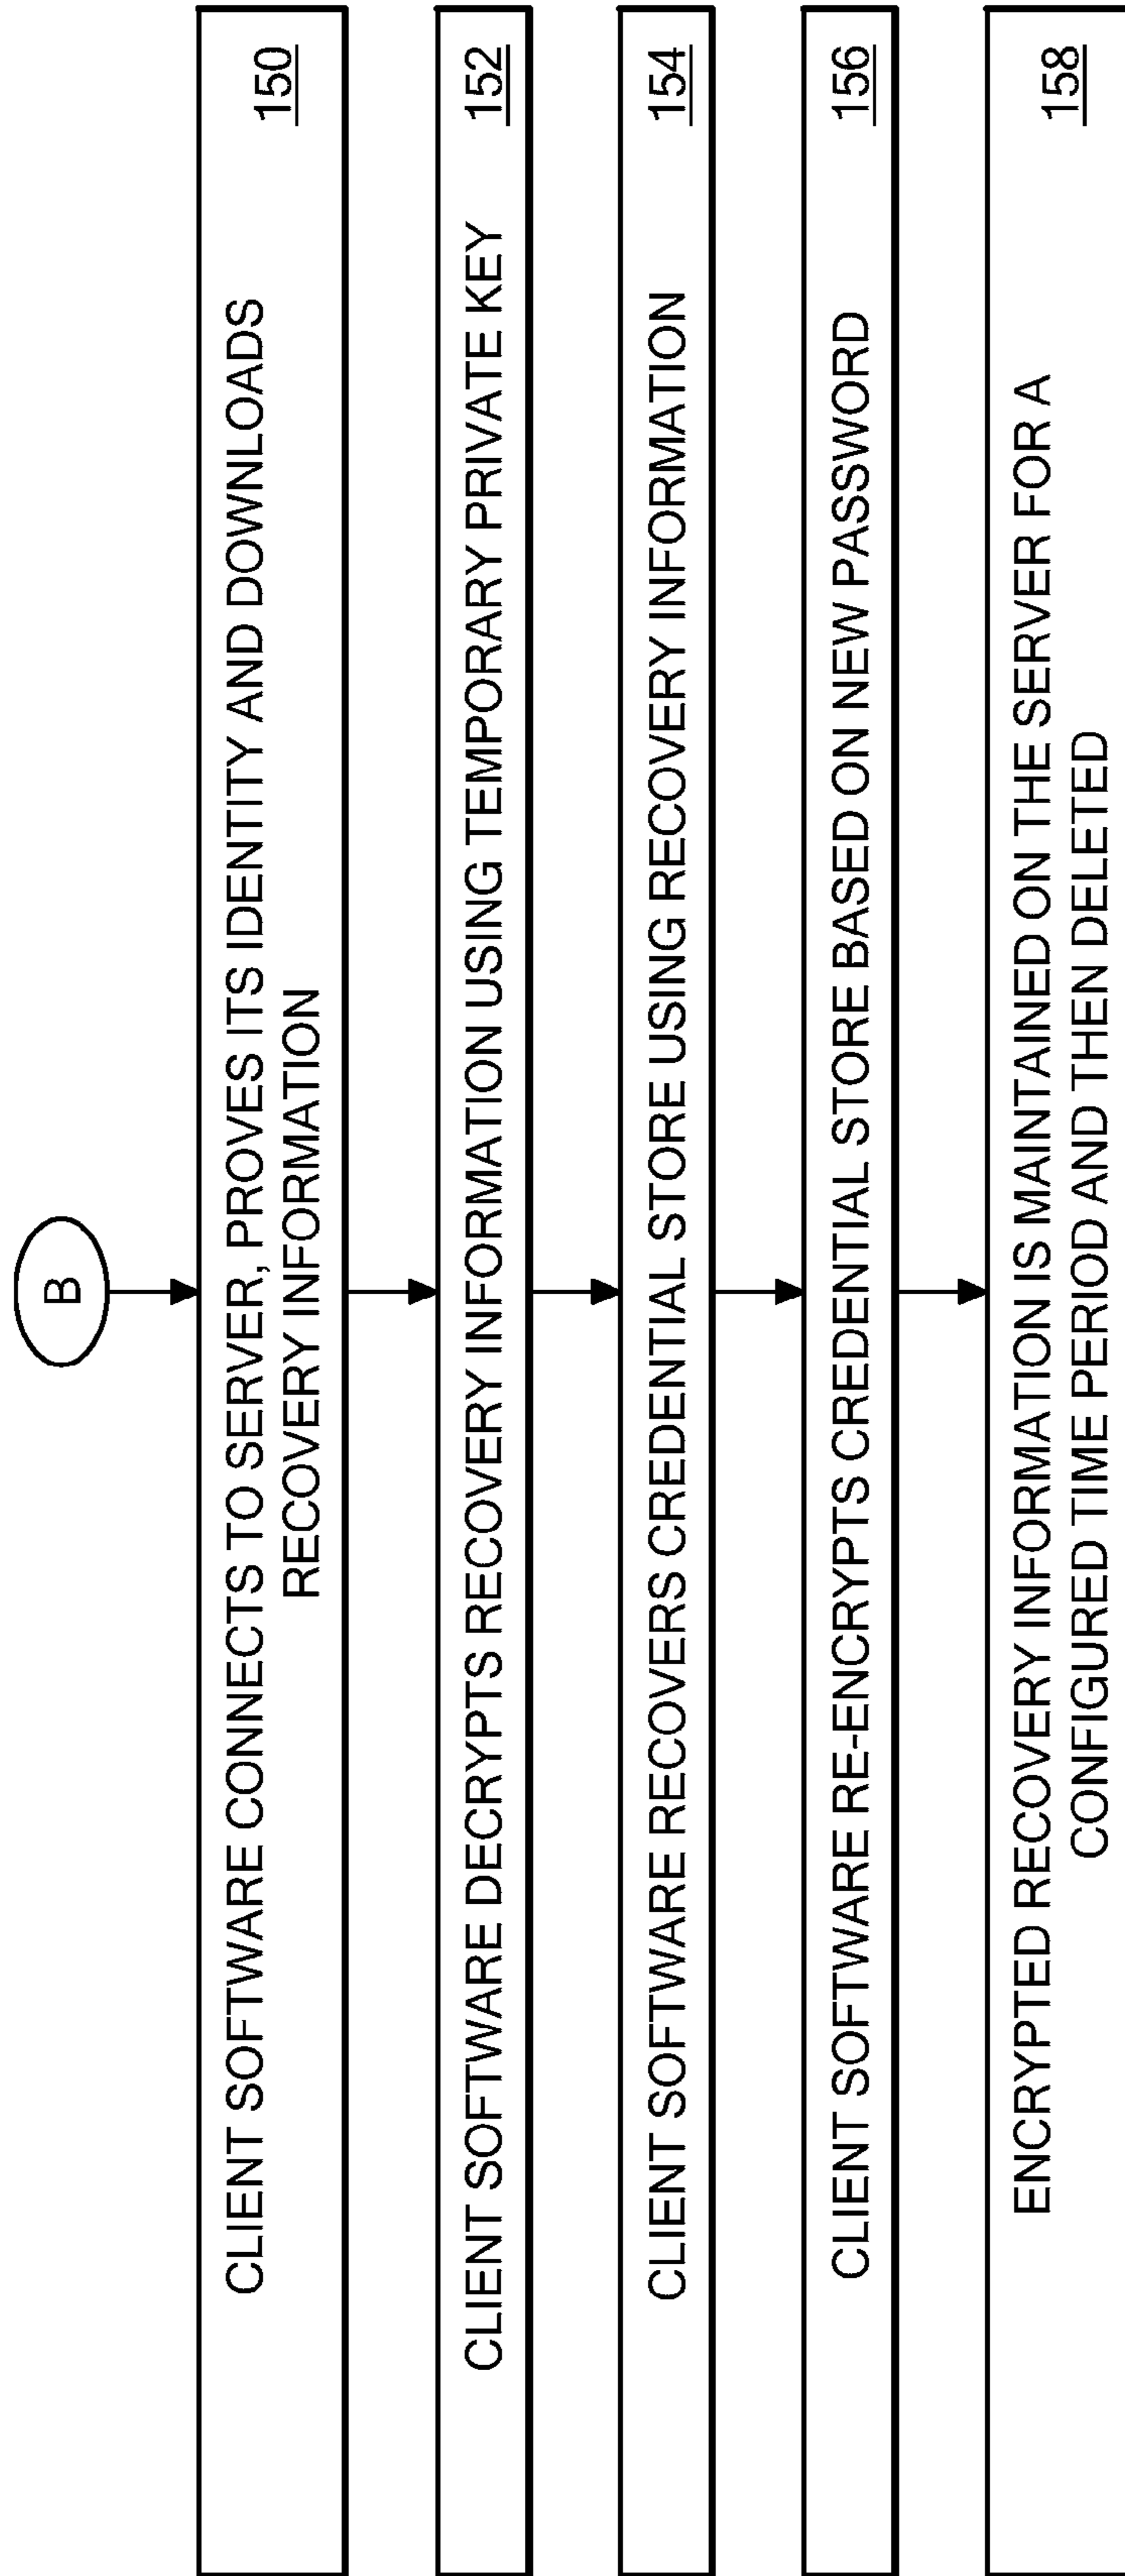 B
CLIENT SOFTWARE CONNECTS TO SERVER, PROVES ITS IDENTITY AND DOWNLOADS
RECOVERY INFORMATION
150
CLIENT SOFTWARE DECRYPTS RECOVERY INFORMATION USING TEMPORARY PRIVATE KEY
152
CLIENT SOFTWARE RECOVERS CREDENTIAL STORE USING RECOVERY INFORMATION
154
CLIENT SOFTWARE RE-ENCRYPTS CREDENTIAL STORE BASED ON NEW PASSWORD
156
ENCRYPTED RECOVERY INFORMATION IS MAINTAINED ON THE SERVER FOR A
CONFIGURED TIME PERIOD AND THEN DELETED
158